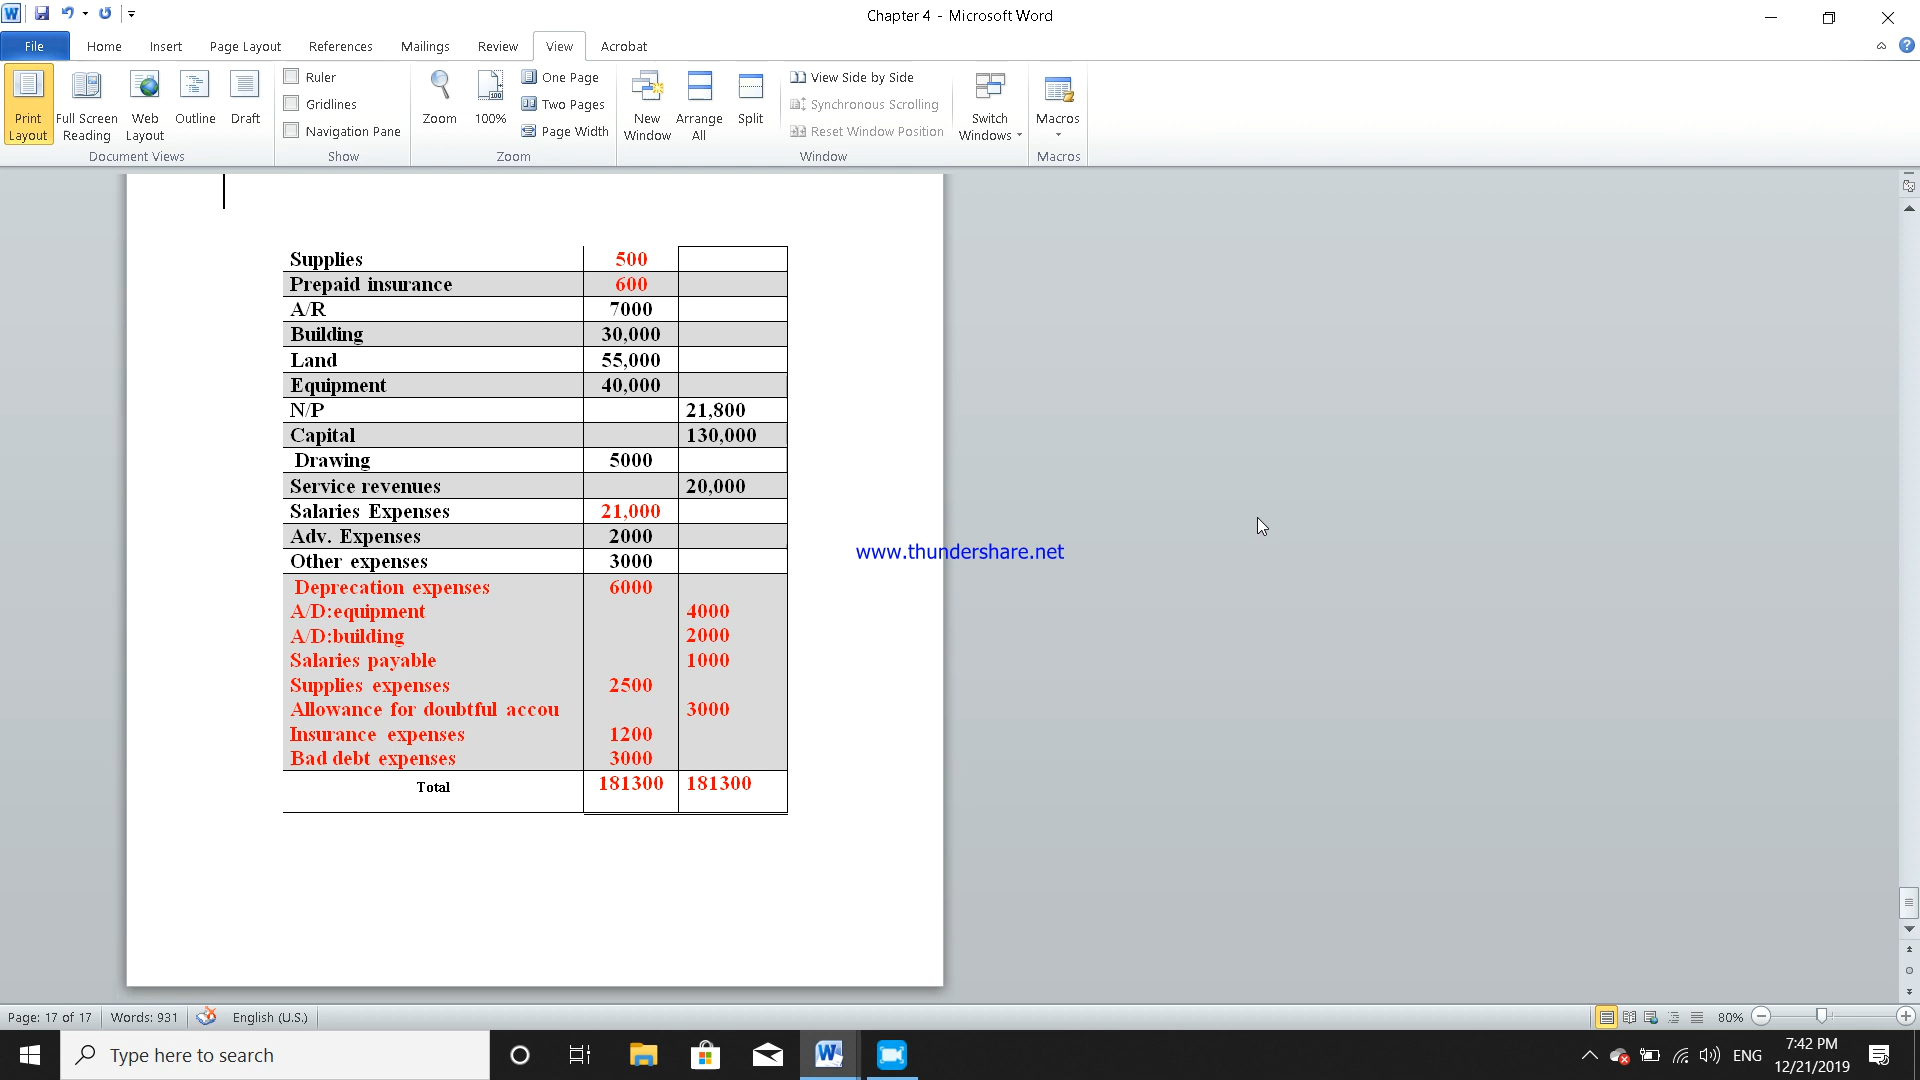 Chapter 4 - Microsoft Word
File Home Insert Page Layout References Mailings Review View Acrobat
Print Layout
Full Screen Reading
Web Layout
Outline
Draft
Document Views
Ruler
Gridlines
Navigation Pane
Show
Zoom
100%
One Page
Two Pages
Page Width
Zoom
New Window
Arrange All
Split
View Side by Side
Synchronous Scrolling
Reset Window Position
Window
Switch Windows
Macros
Macros
Supplies 500
Prepaid insurance 600
A/R 7000
Building 30,000
Land 55,000
Equipment 40,000
N/P 21,800
Capital 130,000
Drawing 5000
Service revenues 20,000
Salaries Expenses 21,000
Adv. Expenses 2000
Other expenses 3000
Deprecation expenses 6000
A/D:equipment 4000
A/D:building 2000
Salaries payable 1000
Supplies expenses 2500
Allowance for doubtful accou 3000
Insurance expenses 1200
Bad debt expenses 3000
Total 181300 181300
www.thundershare.net
Page: 17 of 17 Words: 931 English (U.S.) 80%
Type here to search
ENG
7:42 PM
12/21/2019